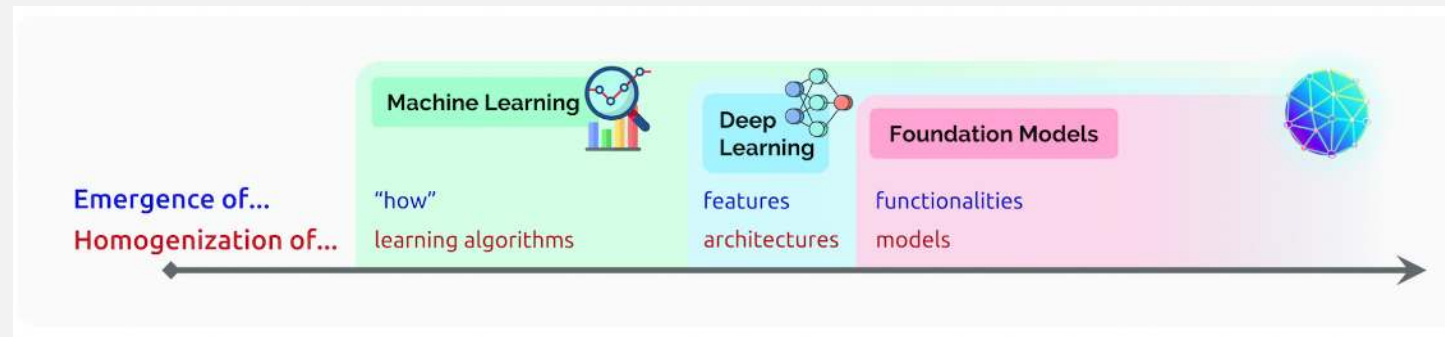 Machine Learning
Deep
Learning
Foundation Models
Emergence of... "how" features functionalities
Homogenization of... learning algorithms architectures models